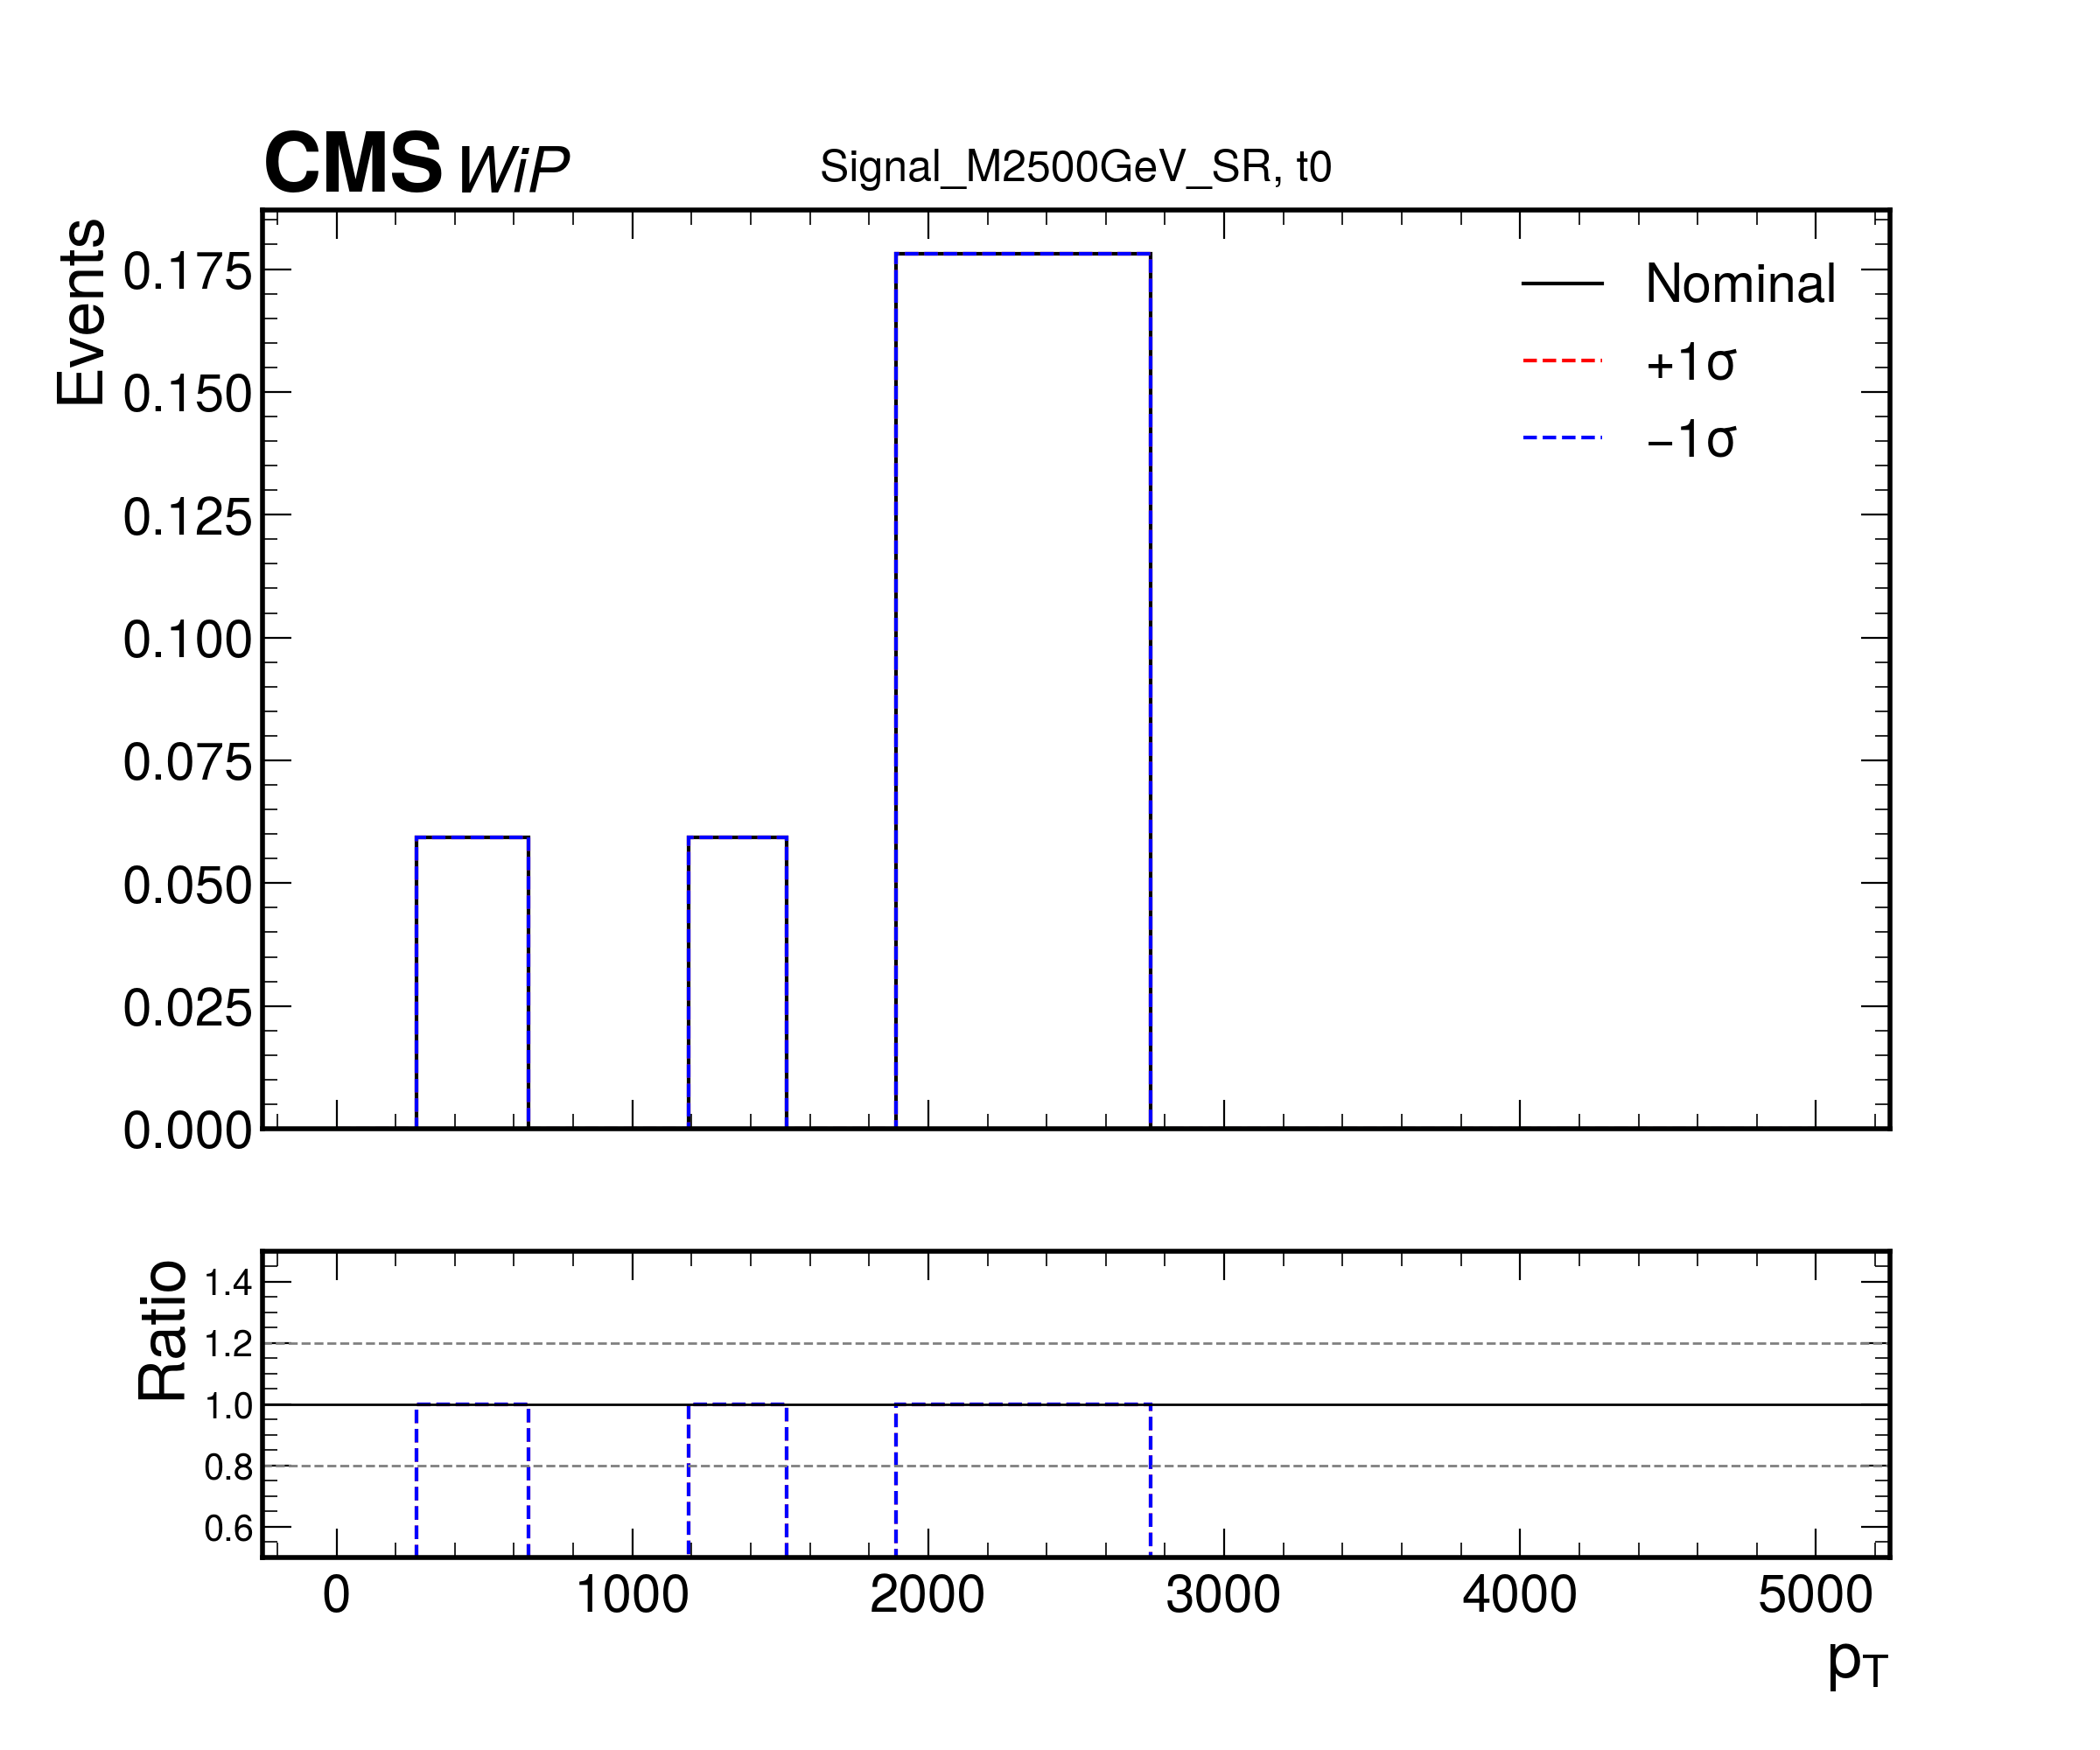 CMS WiP
Signal_M2500GeV_SR, t0
Events
0.175
0.150
0.125
0.100
0.075
0.050
0.025
0.000
Nominal
+1σ
−1σ
Ratio
1.4
1.2
1.0
0.8
0.6
0 1000 2000 3000 4000 5000
pT